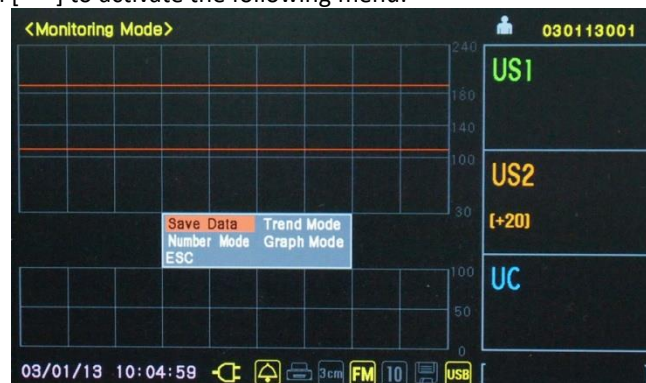 to activate the following menu.
<Monitoring Mode>
030113001
240
180
140
100
30
US1
US2
[+20]
Save Data Trend Mode
Number Mode Graph Mode
ESC
100
50
0
UC
03/01/13 10:04:59 3cm FM 10 USB [